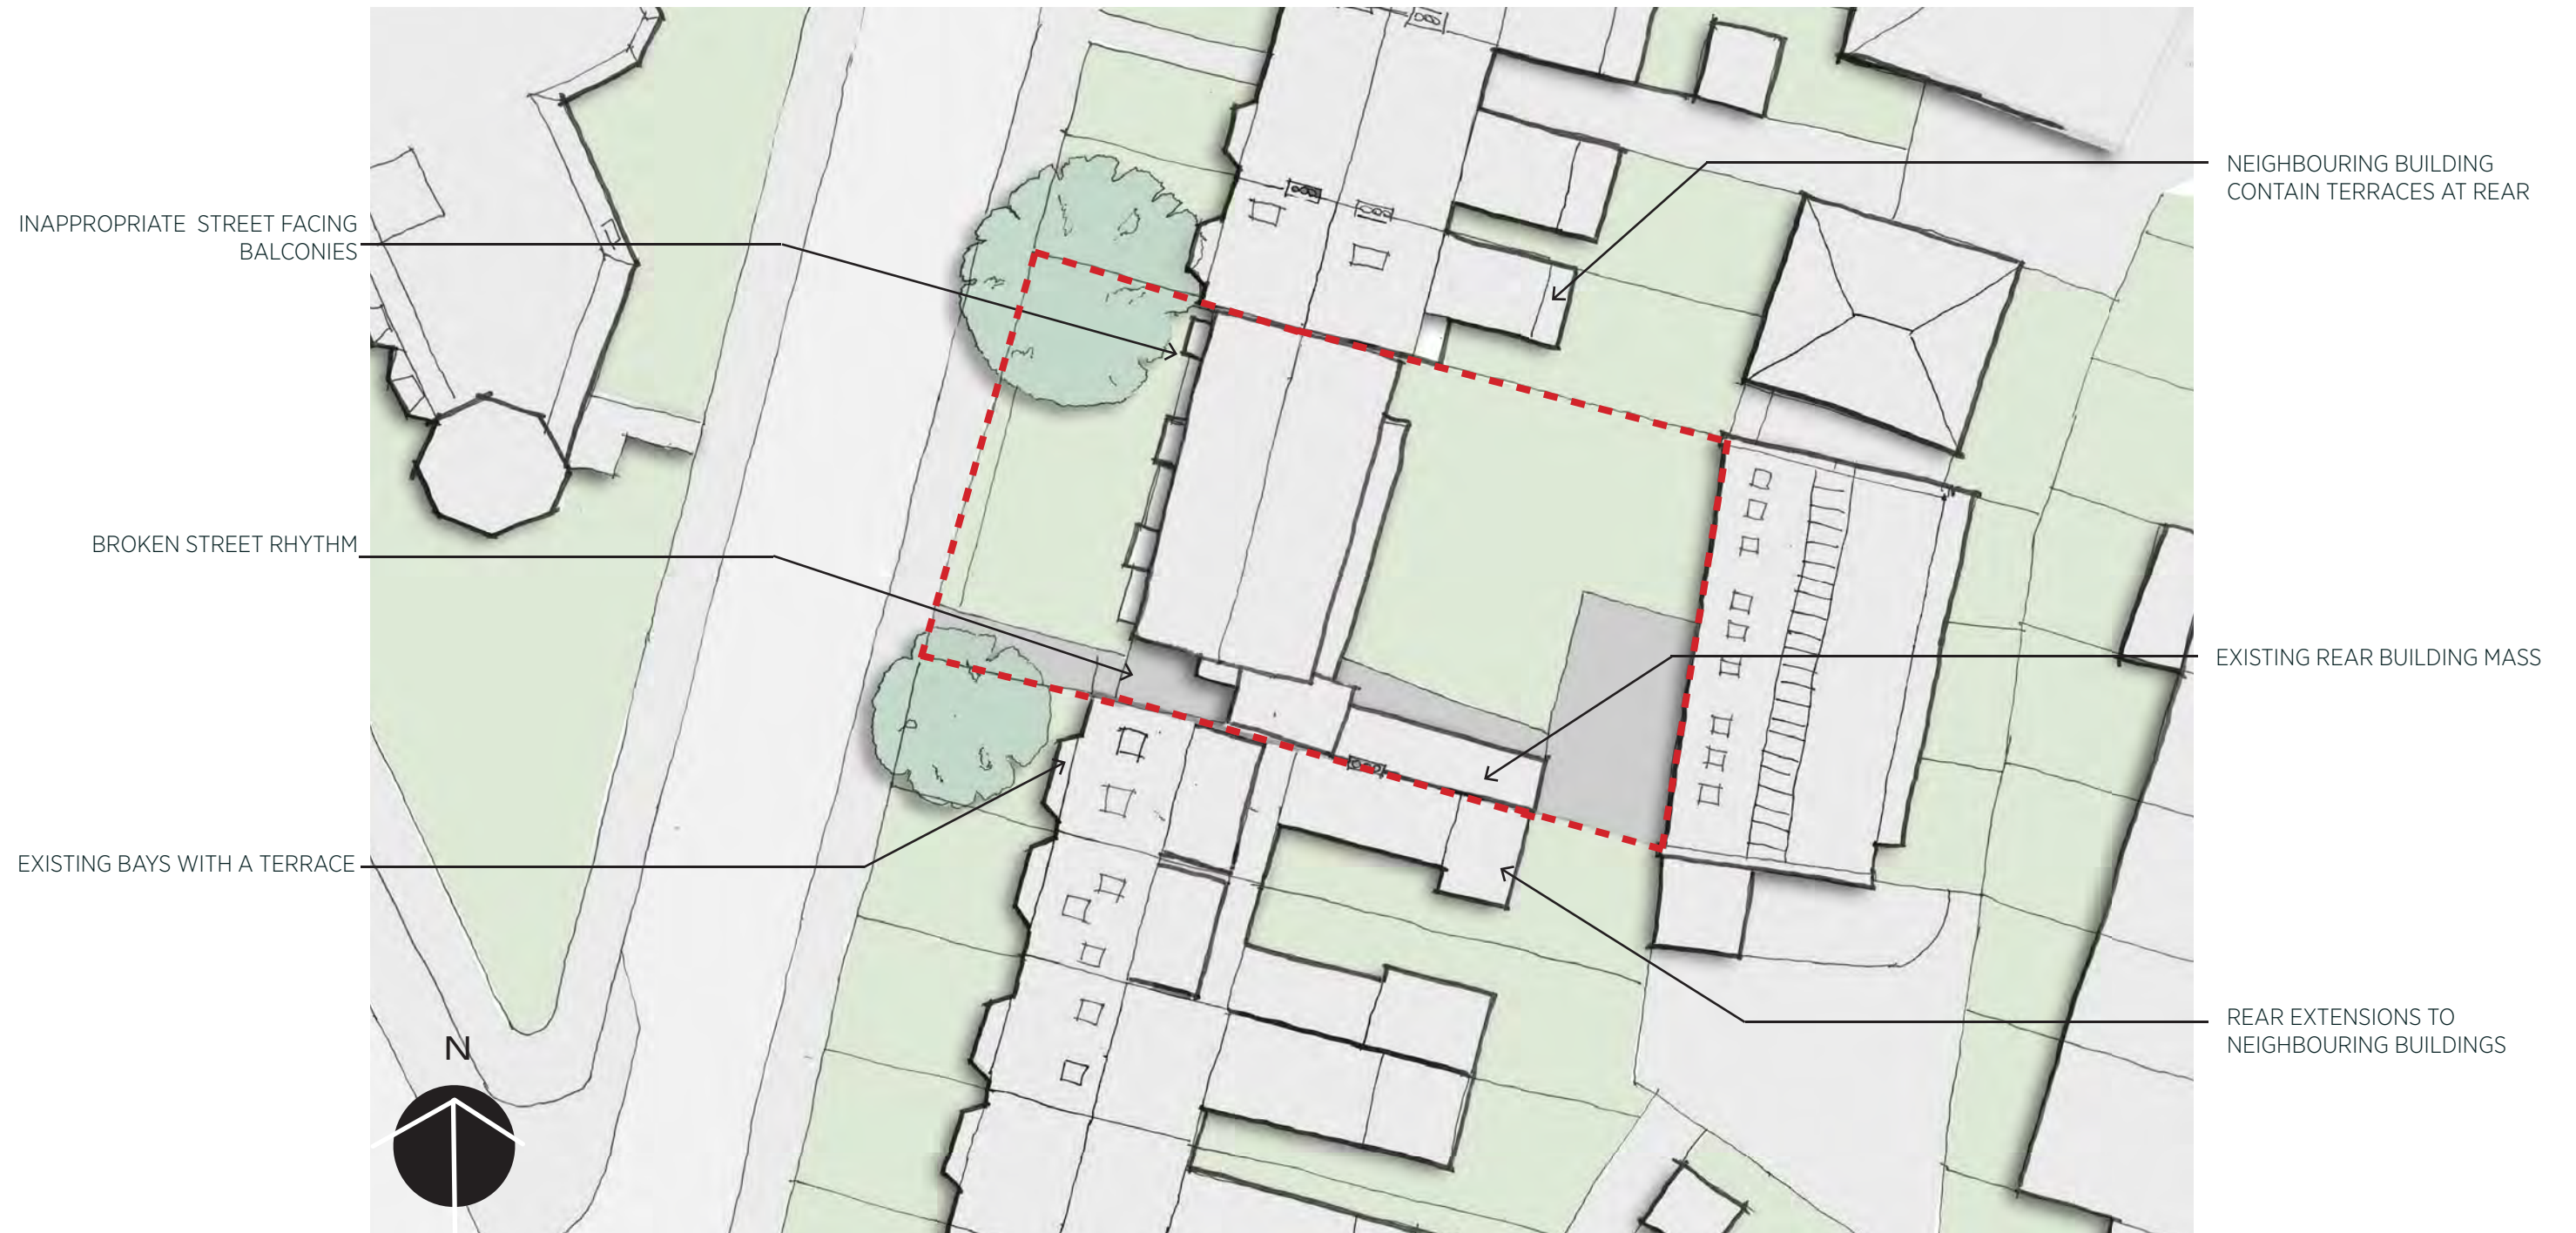 INAPPROPRIATE STREET FACING
BALCONIES
BROKEN STREET RHYTHM
EXISTING BAYS WITH A TERRACE
N
NEIGHBOURING BUILDING
CONTAIN TERRACES AT REAR
EXISTING REAR BUILDING MASS
REAR EXTENSIONS TO
NEIGHBOURING BUILDINGS